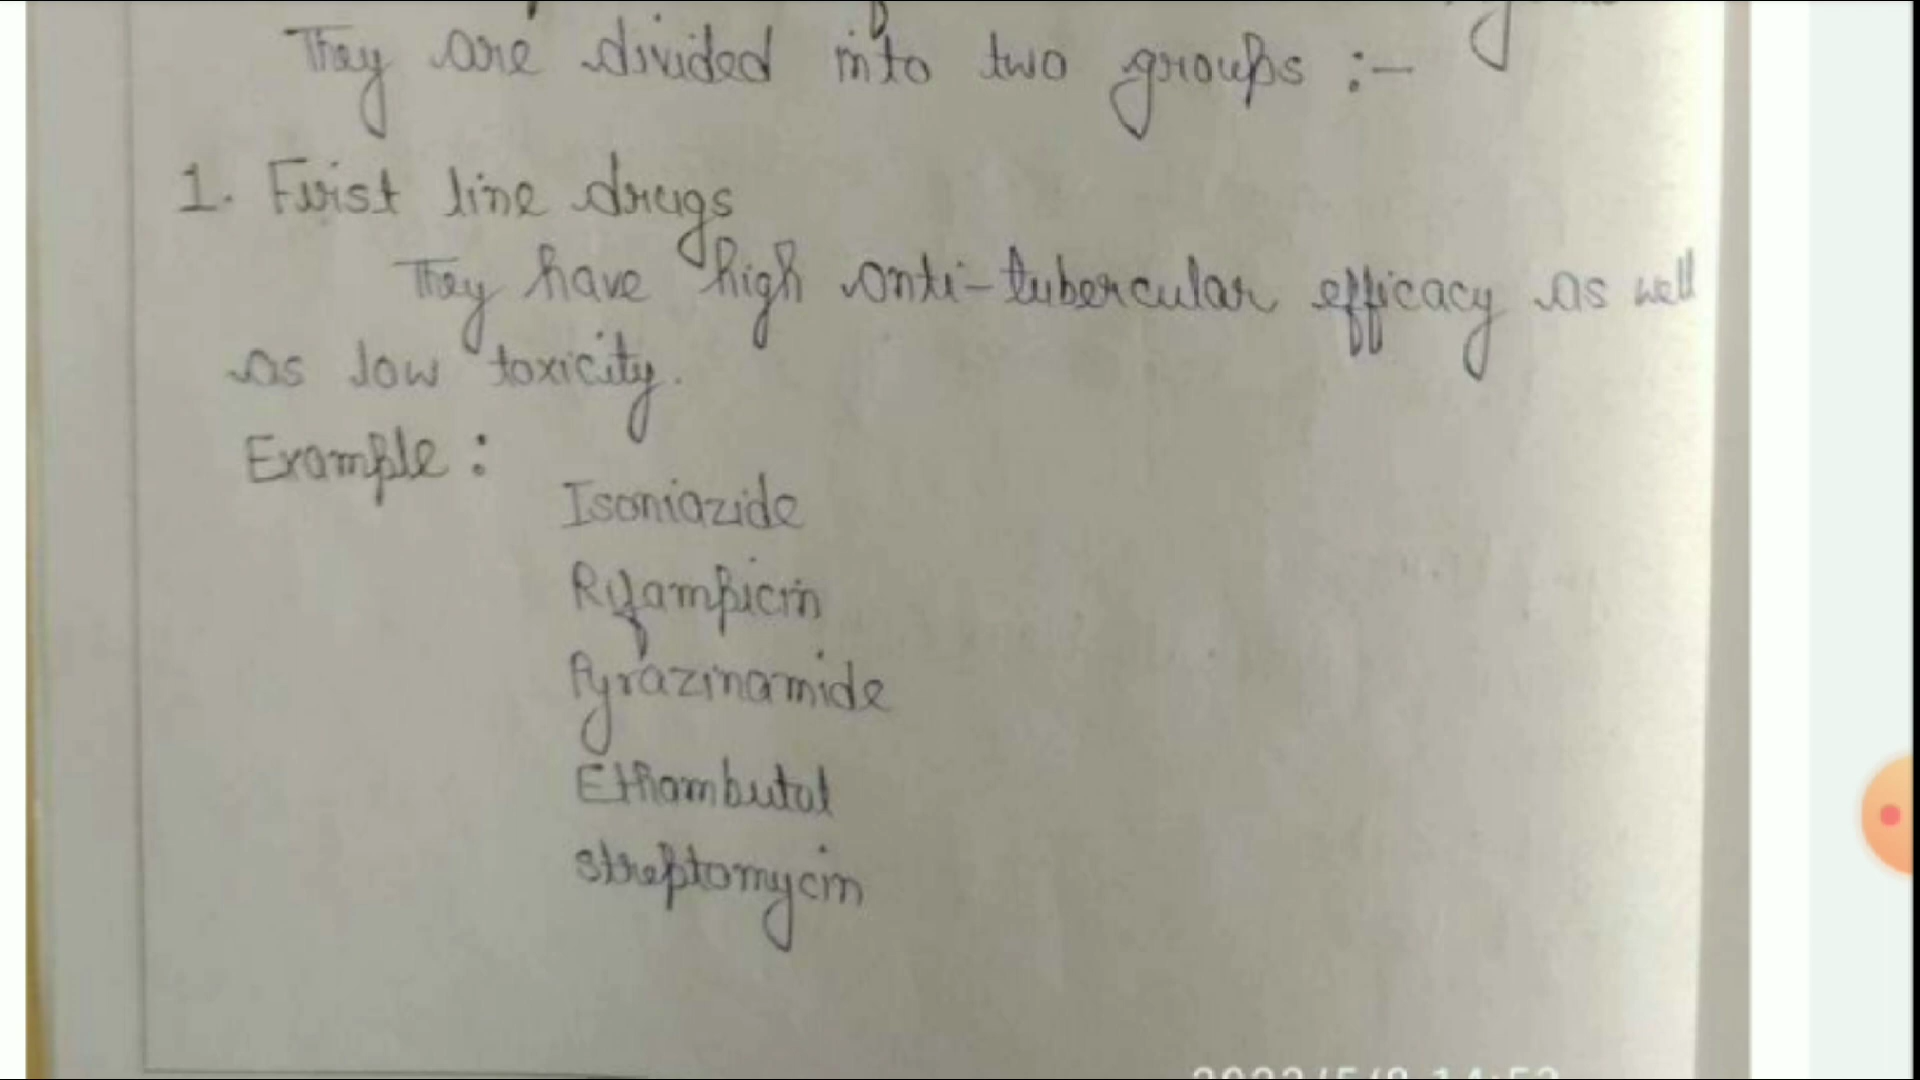 They are divided into two groups :-
1. First line drugs
They have high anti-tubercular efficacy as well
as low toxicity.
Example :
Isoniazide
Rifampicin
Pyrazinamide
Ethambutal
streptomycin